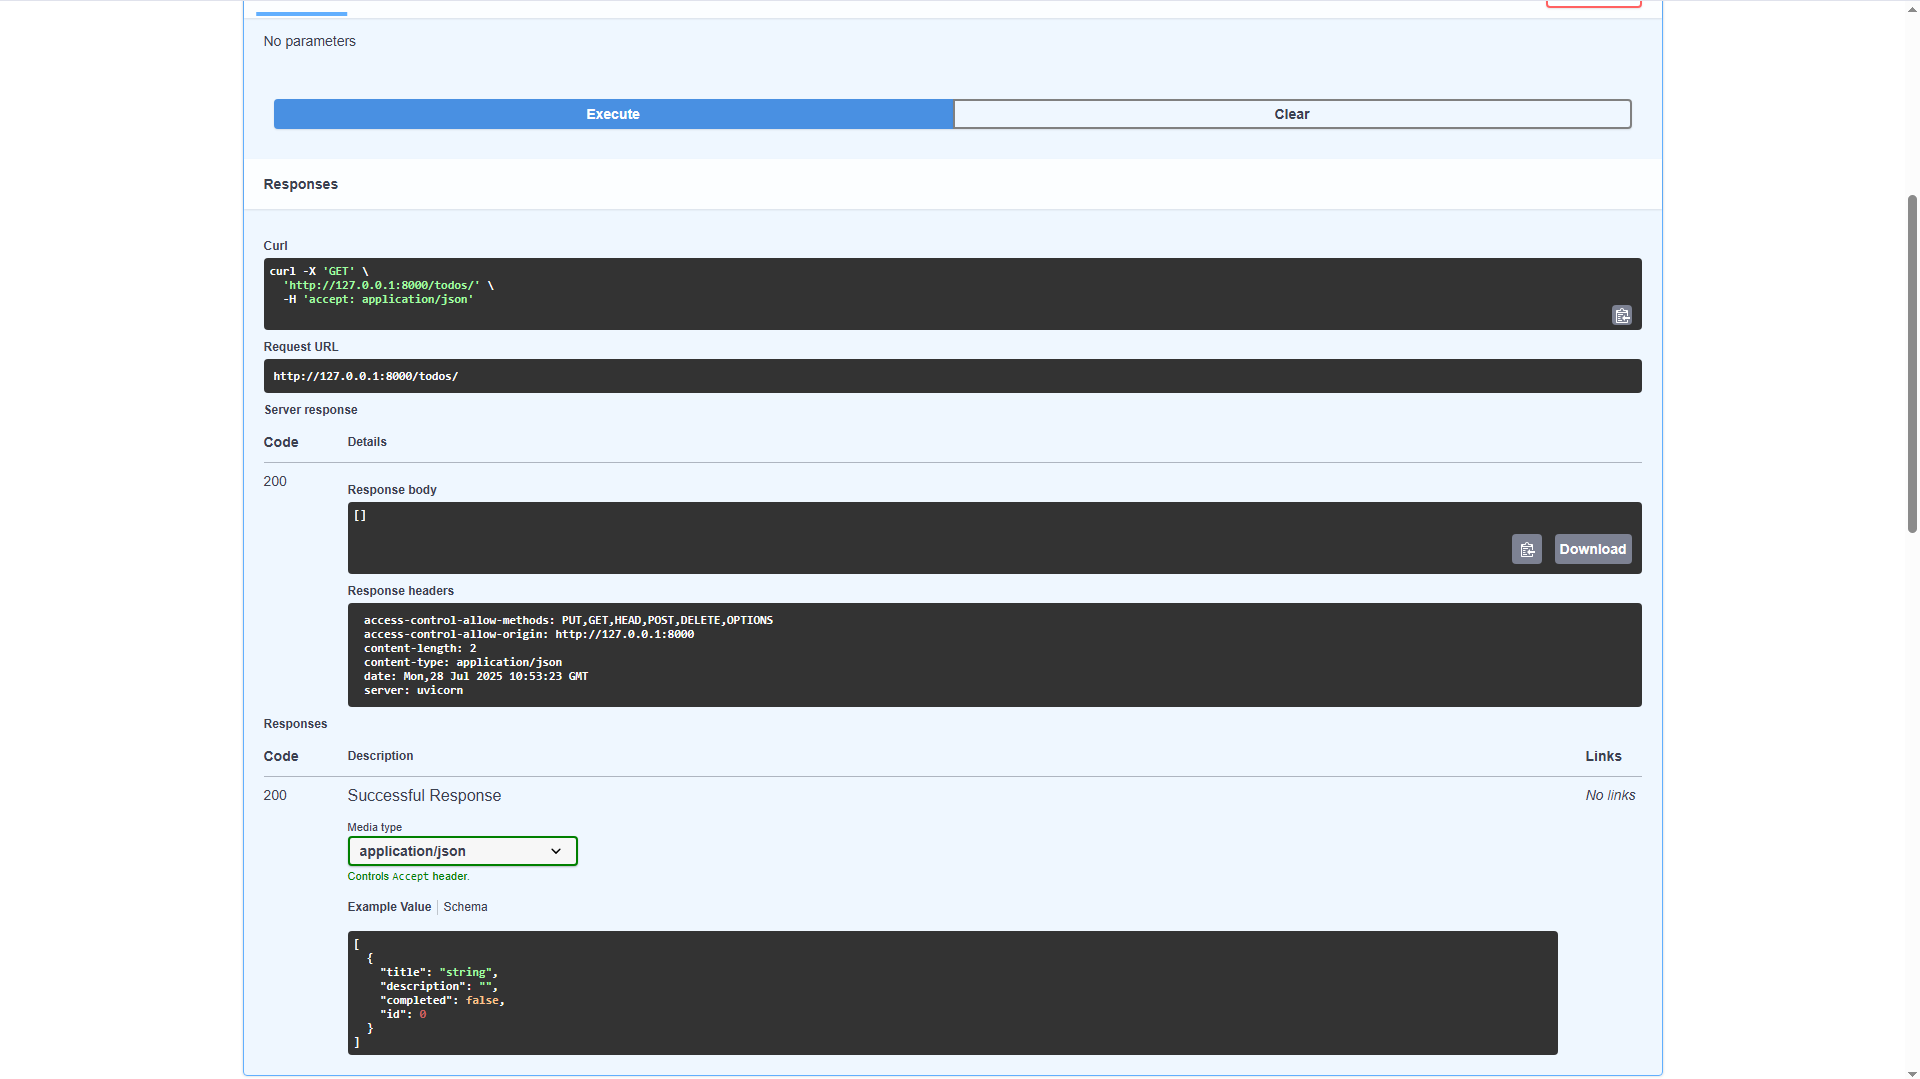 No parameters
Execute
Clear
Responses
Curl
curl -X 'GET' \
  'http://127.0.0.1:8000/todos/' \
  -H 'accept: application/json'
Request URL
http://127.0.0.1:8000/todos/
Server response
Code Details
200
Response body
[]
Download
Response headers
access-control-allow-methods: PUT,GET,HEAD,POST,DELETE,OPTIONS
access-control-allow-origin: http://127.0.0.1:8000
content-length: 2
content-type: application/json
date: Mon,28 Jul 2025 10:53:23 GMT
server: uvicorn
Responses
Code Description Links
200 Successful Response No links
Media type
application/json
Controls Accept header.
Example Value Schema
[
  {
    "title": "string",
    "description": "",
    "completed": false,
    "id": 0
  }
]